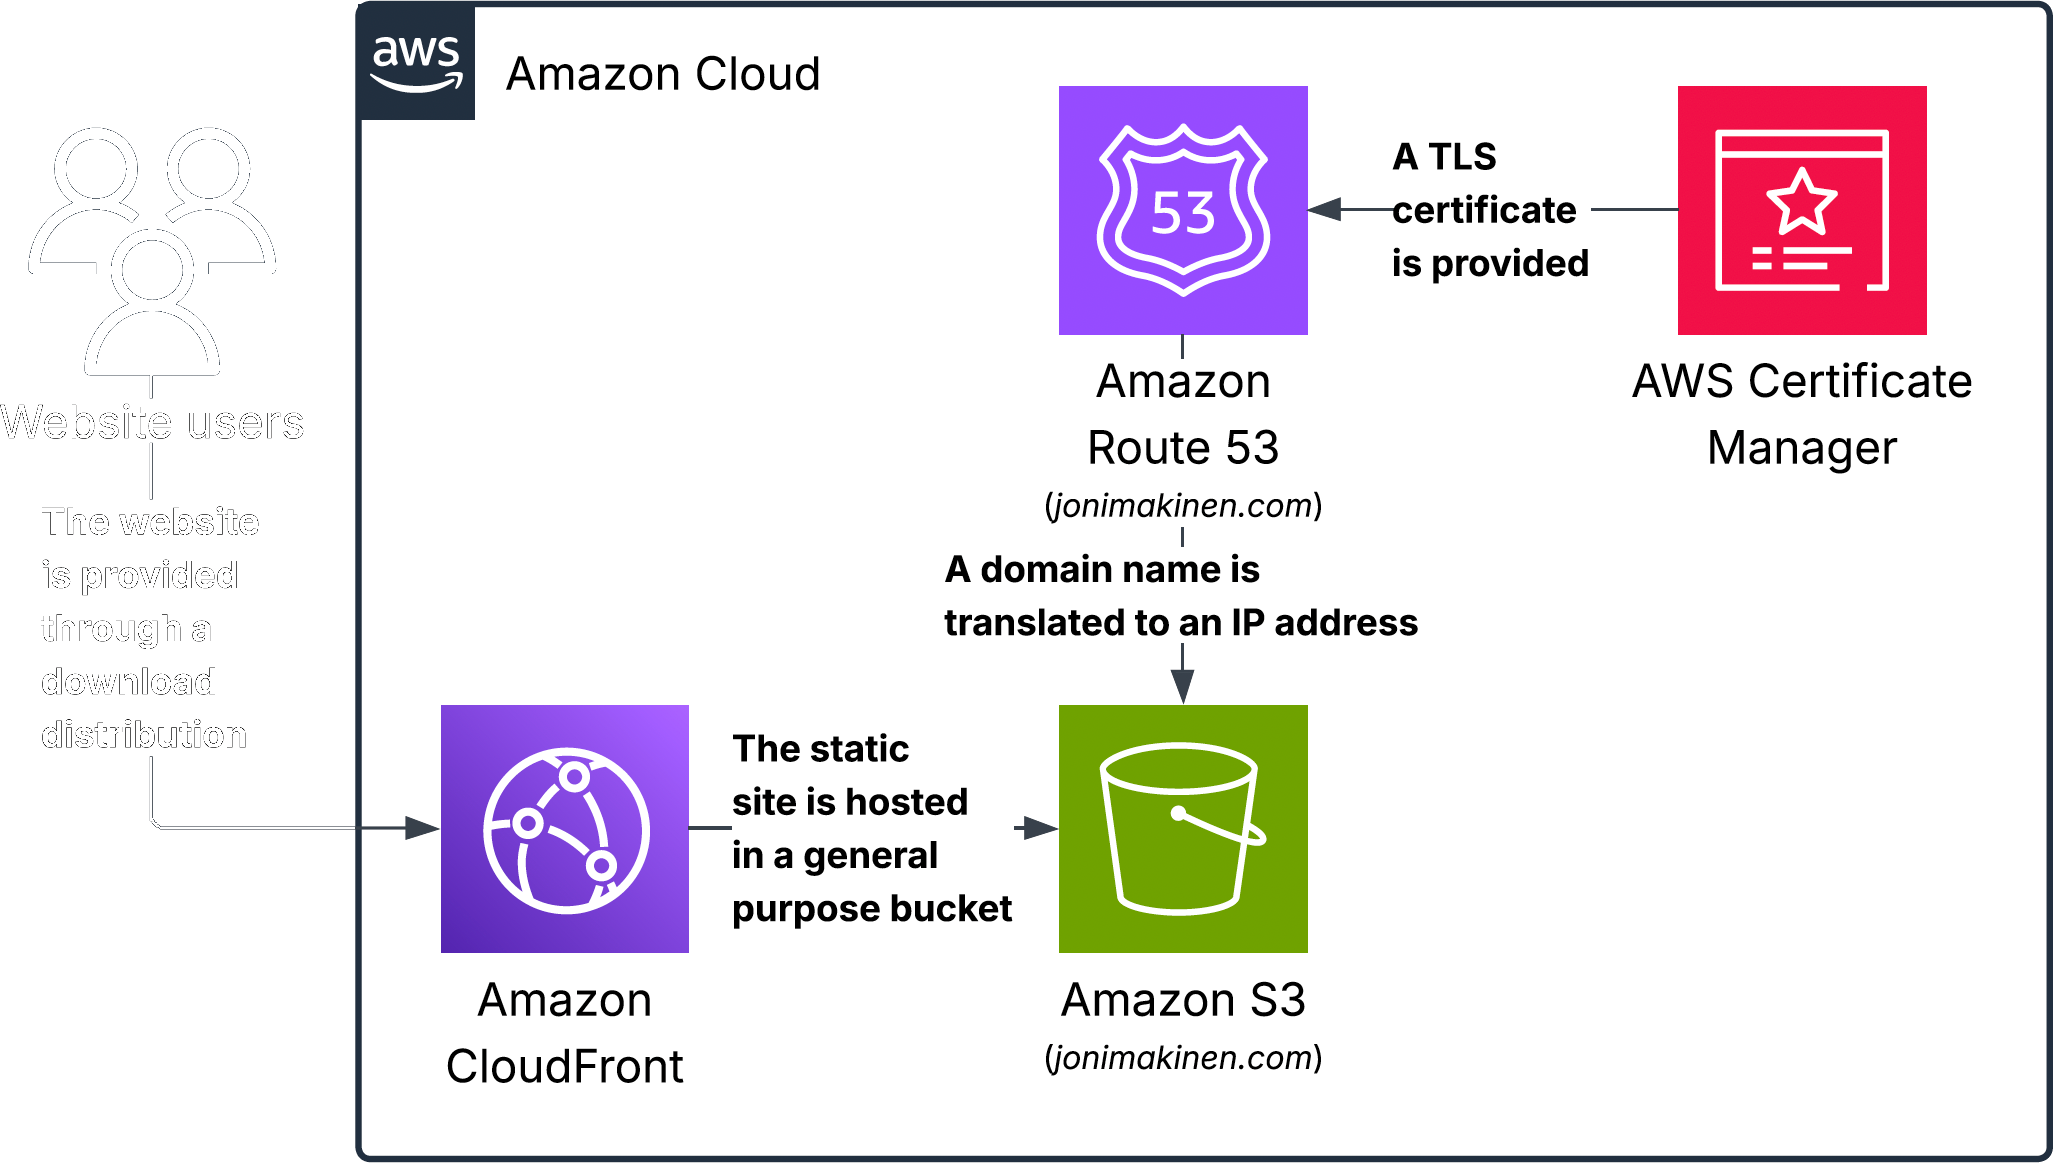 aws
Amazon Cloud
Website users
The website
is provided
through a
download
distribution
53
Amazon
Route 53
(jonimakinen.com)
A TLS
certificate
is provided
AWS Certificate
Manager
A domain name is
translated to an IP address
Amazon
CloudFront
The static
site is hosted
in a general
purpose bucket
Amazon S3
(jonimakinen.com)